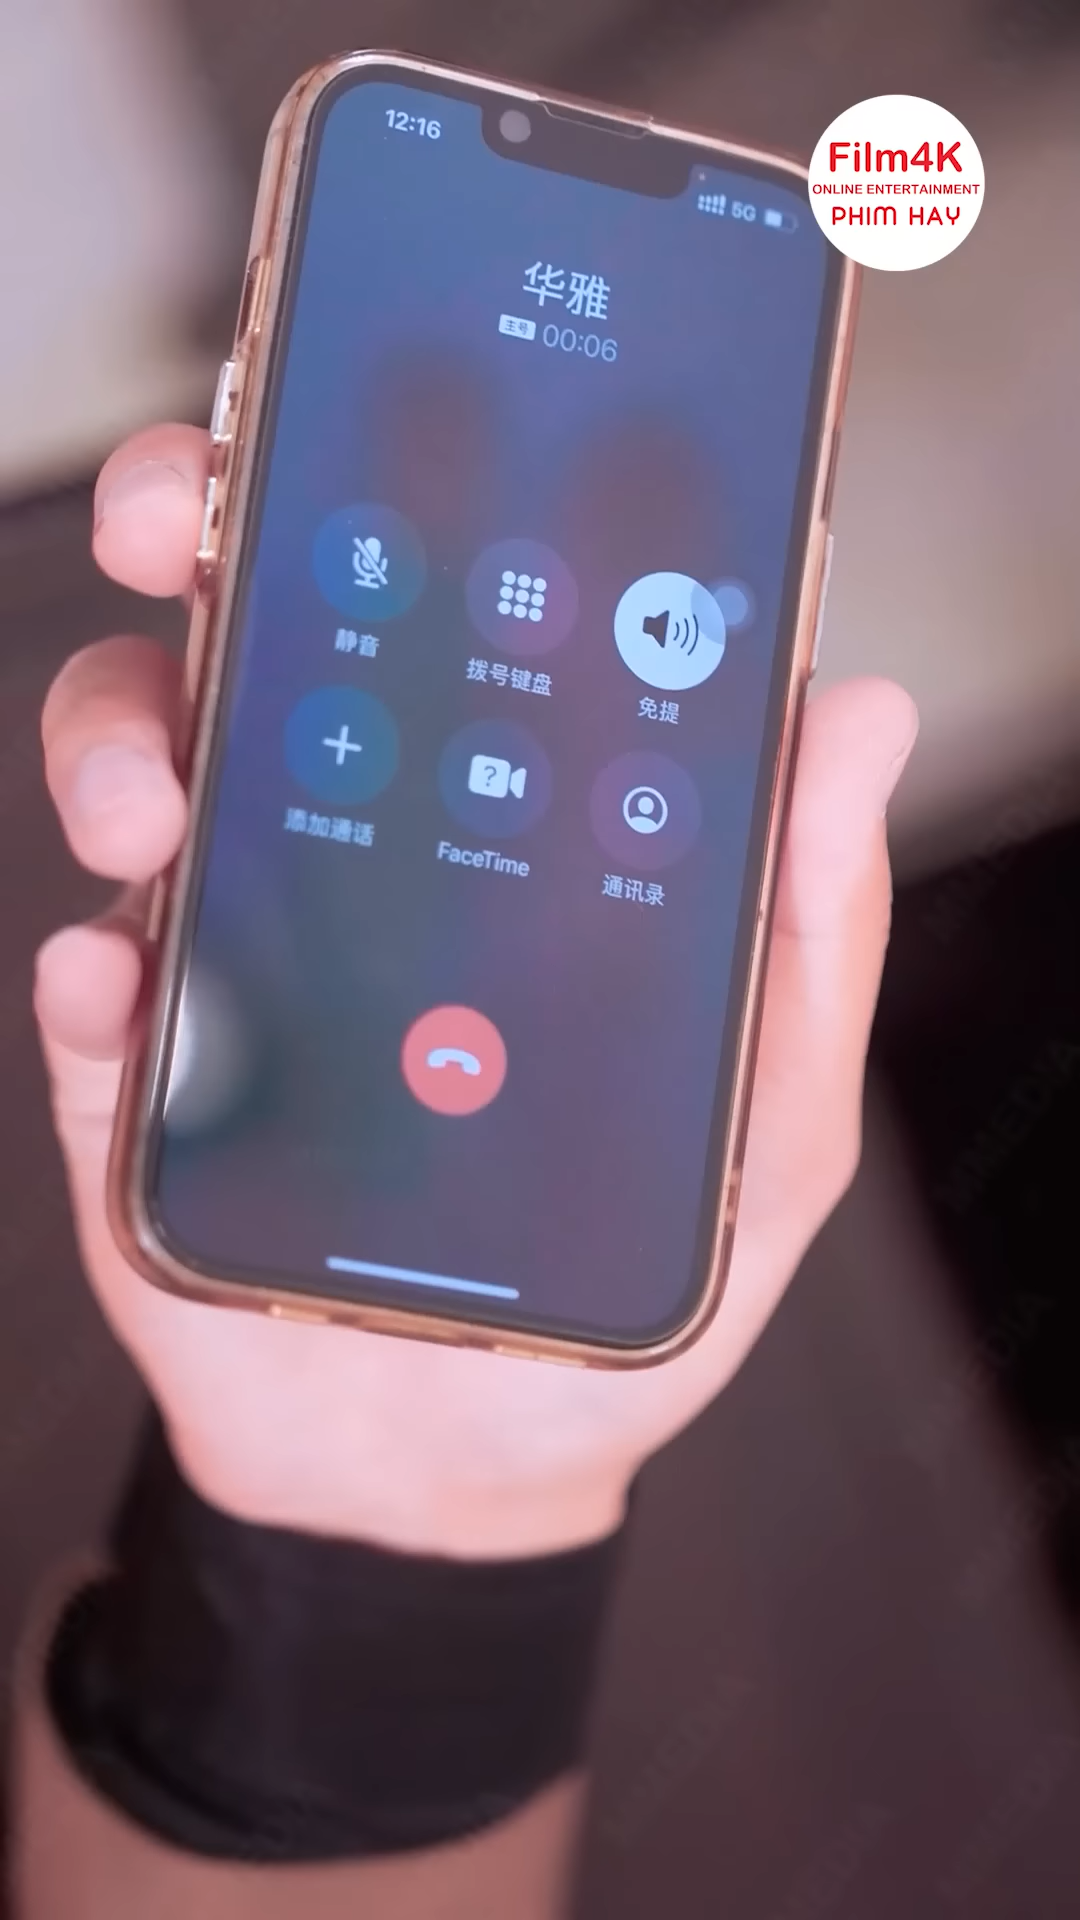 12:16
5G
Film4K
ONLINE ENTERTAINMENT
PHIM HAY
华雅
主号 00:06
静音
拨号键盘
免提
添加通话
FaceTime
通讯录
MMEDIA